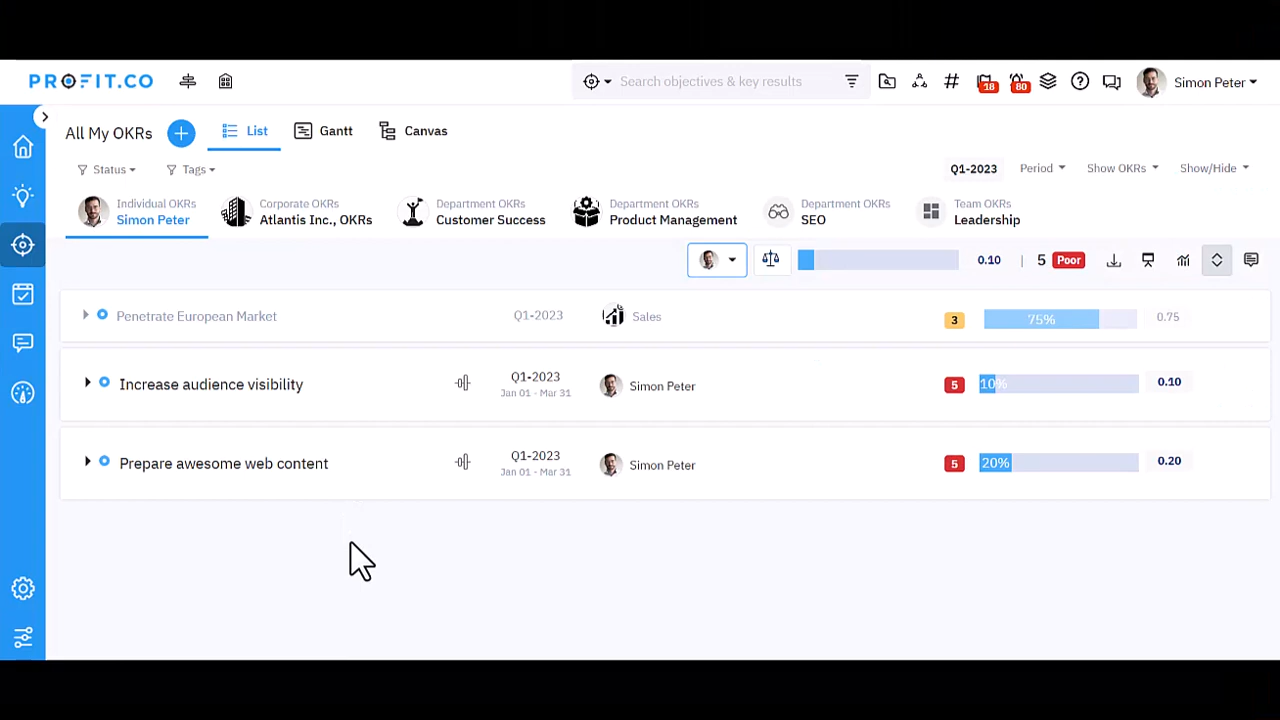 PROFIT.CO
Search objectives & key results
18
80
Simon Peter
All My OKRs
List
Gantt
Canvas
Status
Tags
Q1-2023
Period
Show OKRs
Show/Hide
Individual OKRs
Simon Peter
Corporate OKRs
Atlantis Inc., OKRs
Department OKRs
Customer Success
Department OKRs
Product Management
Department OKRs
SEO
Team OKRs
Leadership
0.10 | 5 Poor
Penetrate European Market
Q1-2023
Sales
3
75%
0.75
Increase audience visibility
Q1-2023
Jan 01 - Mar 31
Simon Peter
5
10%
0.10
Prepare awesome web content
Q1-2023
Jan 01 - Mar 31
Simon Peter
5
20%
0.20